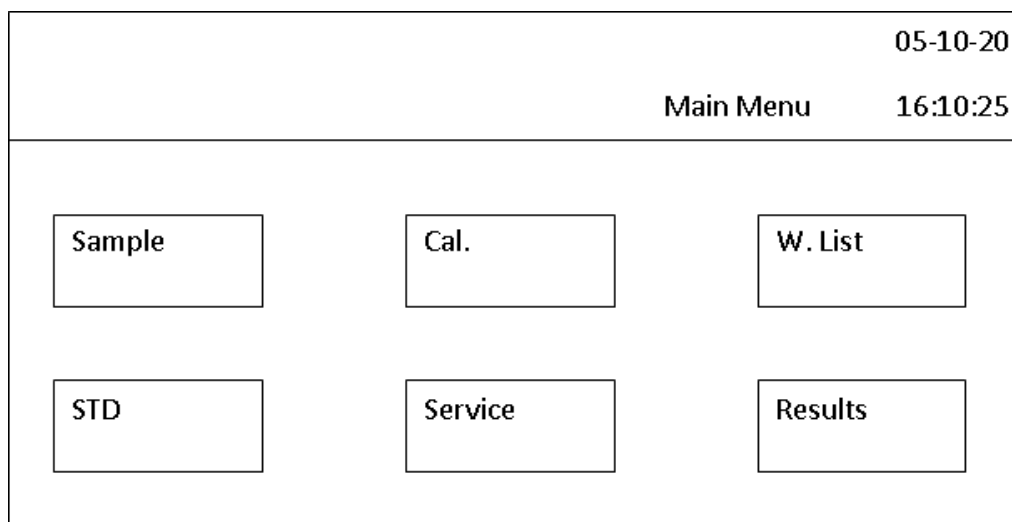 05-10-20
Main Menu 16:10:25
Sample Cal. W. List
STD Service Results